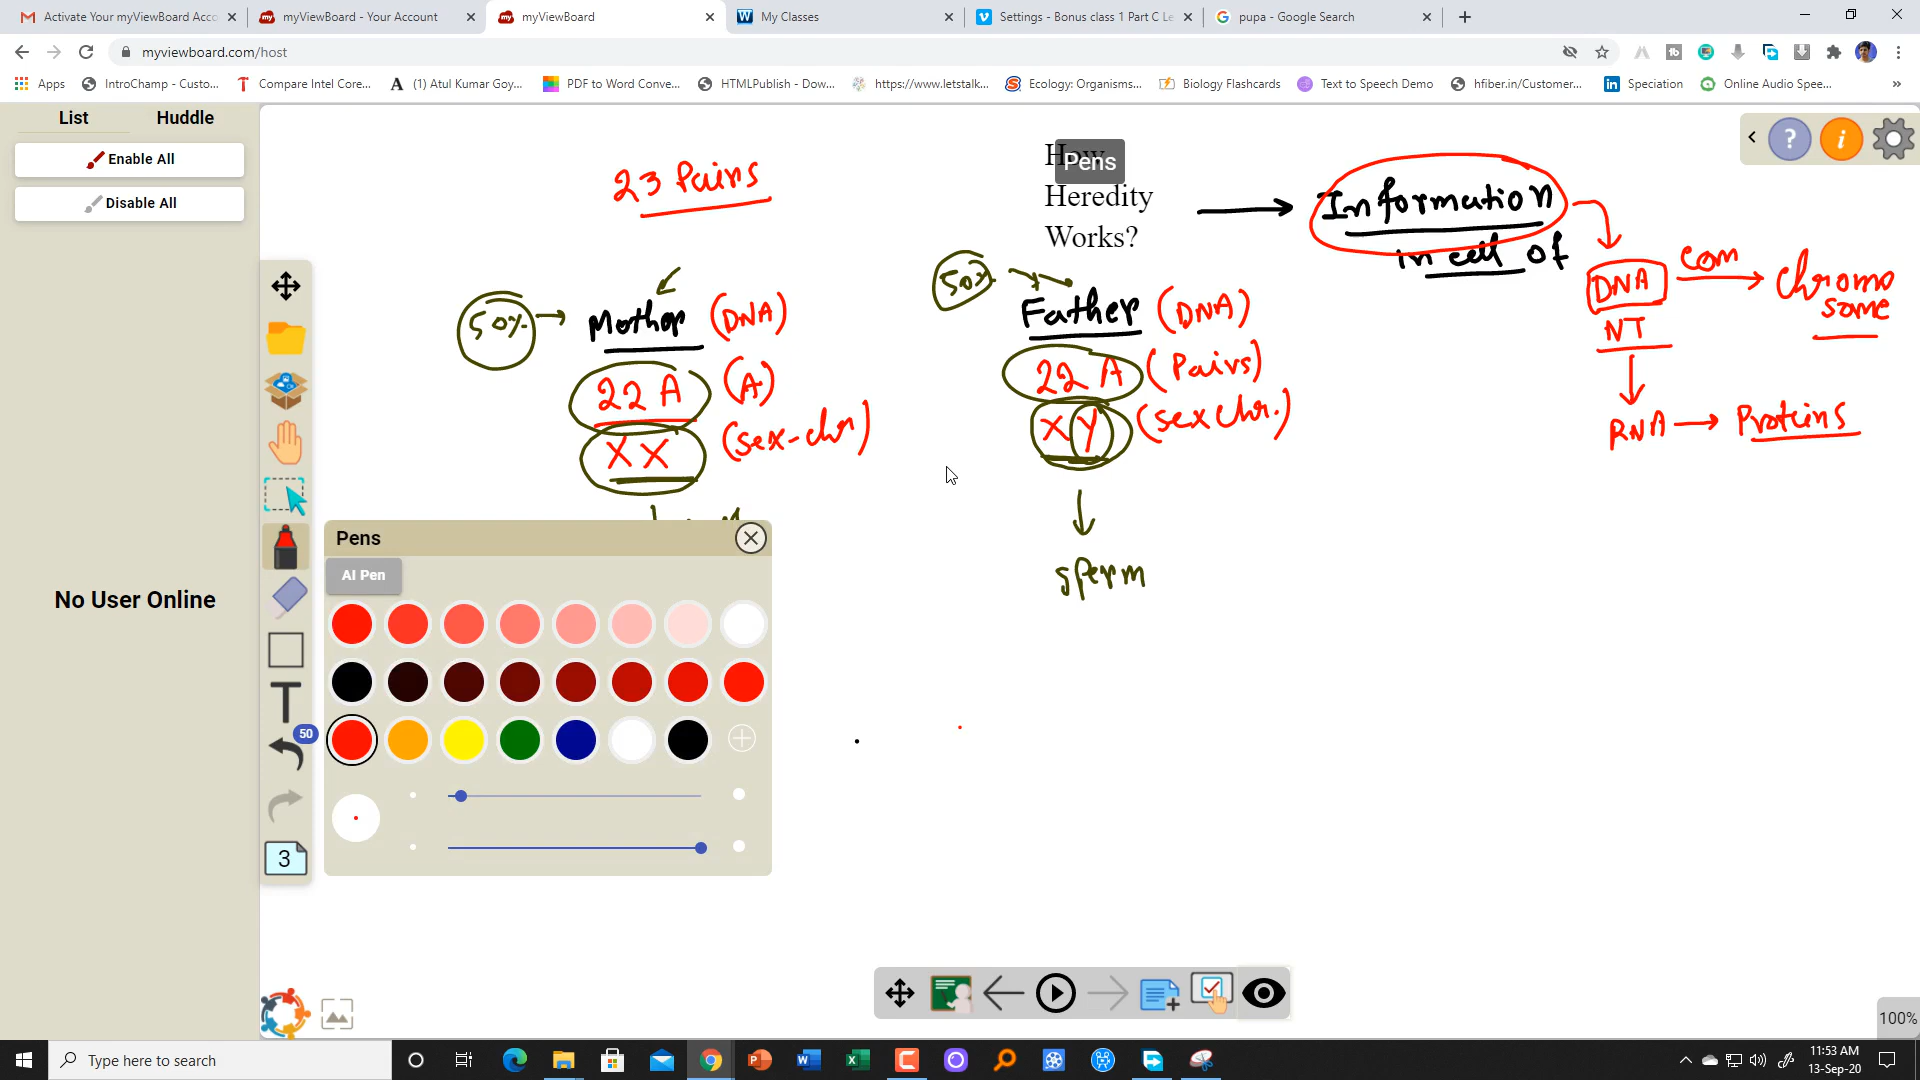 Activate Your myViewBoard Acco
myViewBoard - Your Account
myViewBoard
My Classes
Settings - Bonus class 1 Part C Le
pupa - Google Search
myviewboard.com/host
Apps
IntroChamp - Custo...
Compare Intel Core...
(1) Atul Kumar Goy...
PDF to Word Conve...
HTMLPublish - Dow...
https://www.letstalk...
Ecology: Organisms...
Biology Flashcards
Text to Speech Demo
hfiber.in/Customer...
Speciation
Online Audio Spee...
List
Huddle
Enable All
Disable All
No User Online
23 Pairs
How
Pens
Heredity
Works?
Information
in cell of
DNA
com
chromo
some
NT
RNA → Proteins
50%
Mother (DNA)
22 A (A)
XX (sex-chr)
50%
Father (DNA)
22 A (Pairs)
XY (sex chr.)
sperm
Pens
AI Pen
50
3
100%
Type here to search
11:53 AM
13-Sep-20